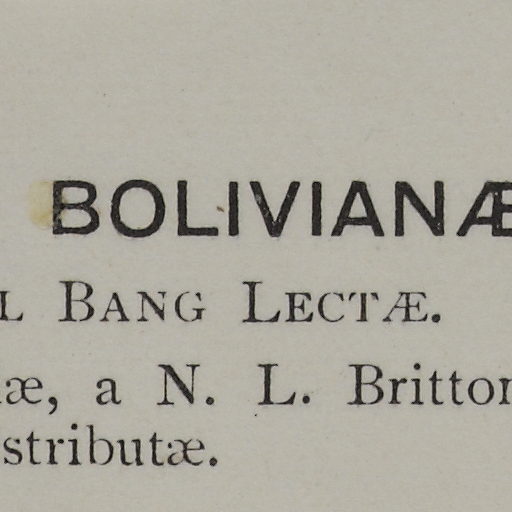 BOLIVIANÆ
L BANG LECTÆ.
æ, a N. L. Britton
stributæ.